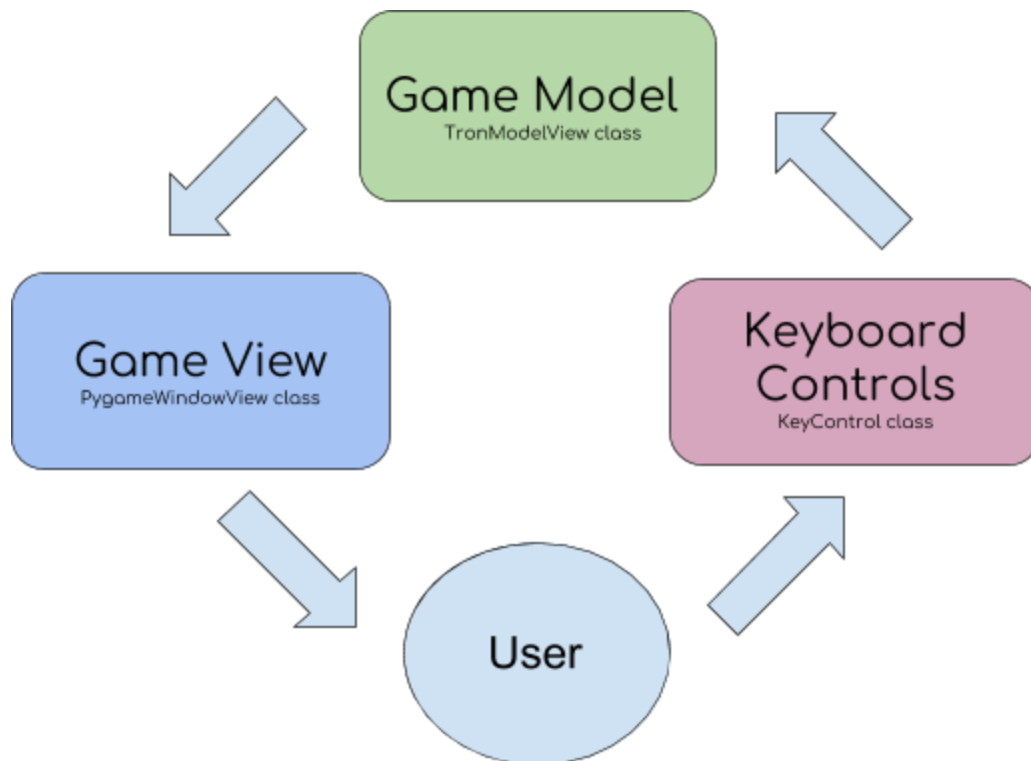 Game Model
TronModelView class
Game View
PygameWindowView class
Keyboard
Controls
KeyControl class
User